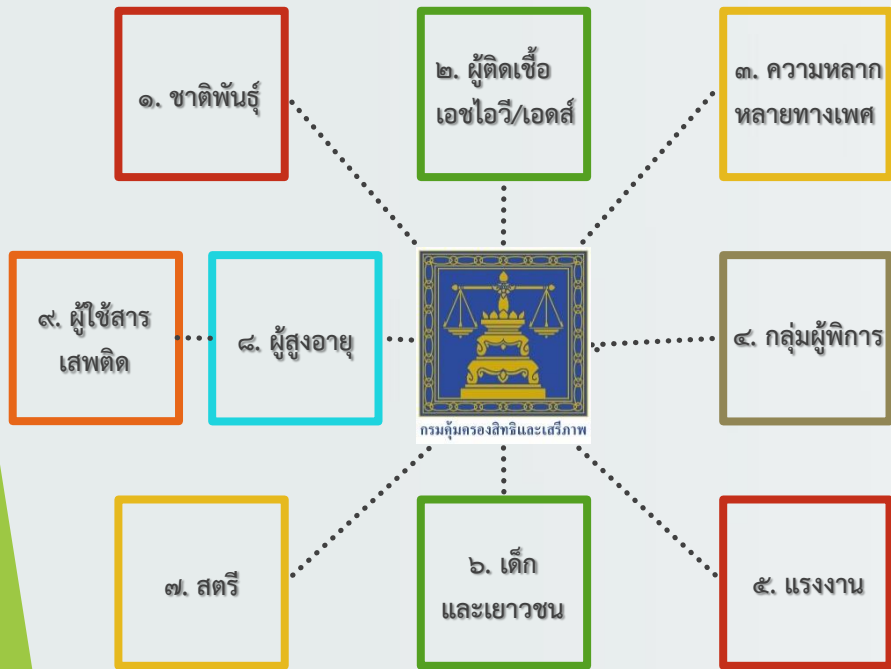 ๑. ชาติพันธุ์
๒. ผู้ติดเชื้อ
เอชไอวี/เอดส์
๓. ความหลาก
หลายทางเพศ
๙. ผู้ใช้สาร
เสพติด
๘. ผู้สูงอายุ
กรมคุ้มครองสิทธิและเสรีภาพ
๔. กลุ่มผู้พิการ
๗. สตรี
๖. เด็ก
และเยาวชน
๕. แรงงาน